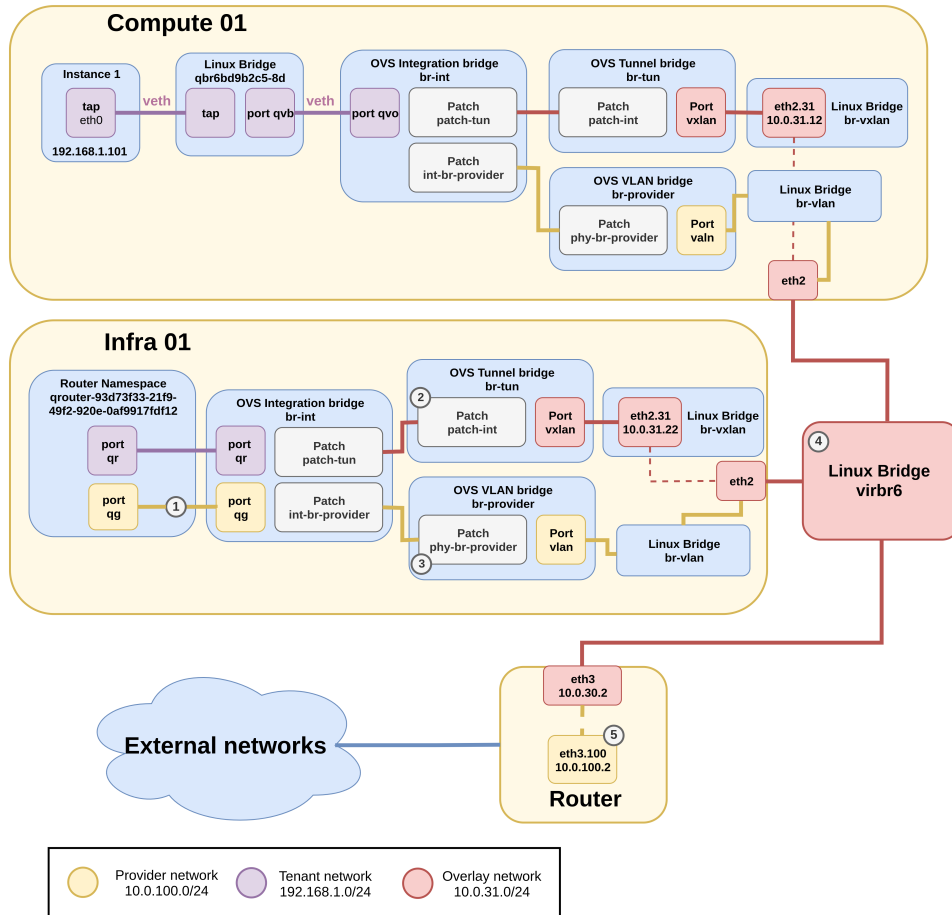 Compute 01
Instance 1
tap
eth0
192.168.1.101
veth
Linux Bridge
qbr6bd9b2c5-8d
tap
port qvb
veth
OVS Integration bridge
br-int
port qvo
Patch
patch-tun
Patch
int-br-provider
OVS Tunnel bridge
br-tun
Patch
patch-int
Port
vxlan
eth2.31
10.0.31.12
Linux Bridge
br-vxlan
OVS VLAN bridge
br-provider
Patch
phy-br-provider
Port
valn
Linux Bridge
br-vlan
eth2
Infra 01
Router Namespace
qrouter-93d73f33-21f9-
49f2-920e-0af9917fdf12
port
qr
port
qg
1
OVS Integration bridge
br-int
port
qr
port
qg
Patch
patch-tun
Patch
int-br-provider
OVS Tunnel bridge
br-tun
2
Patch
patch-int
Port
vxlan
eth2.31
10.0.31.22
Linux Bridge
br-vxlan
OVS VLAN bridge
br-provider
Patch
phy-br-provider
3
Port
vlan
Linux Bridge
br-vlan
eth2
4
Linux Bridge
virbr6
eth3
10.0.30.2
5
eth3.100
10.0.100.2
Router
External networks
Provider network
10.0.100.0/24
Tenant network
192.168.1.0/24
Overlay network
10.0.31.0/24